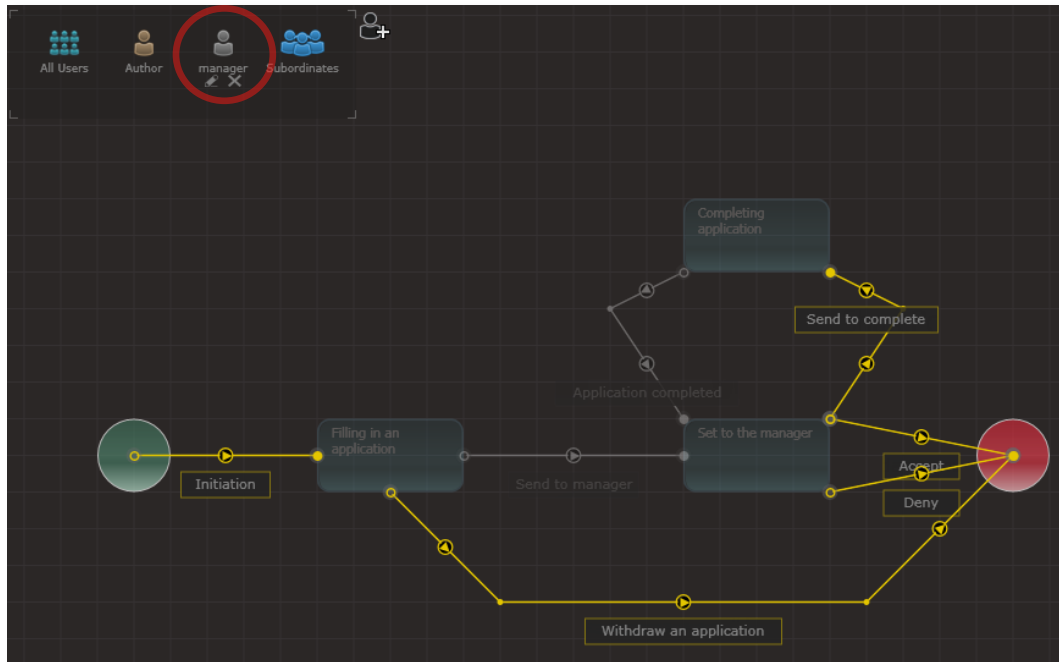 All Users
Author
manager
Subordinates
Completing
application
Send to complete
Application completed
Filling in an
application
Set to the manager
Initiation
Send to manager
Accept
Deny
Withdraw an application